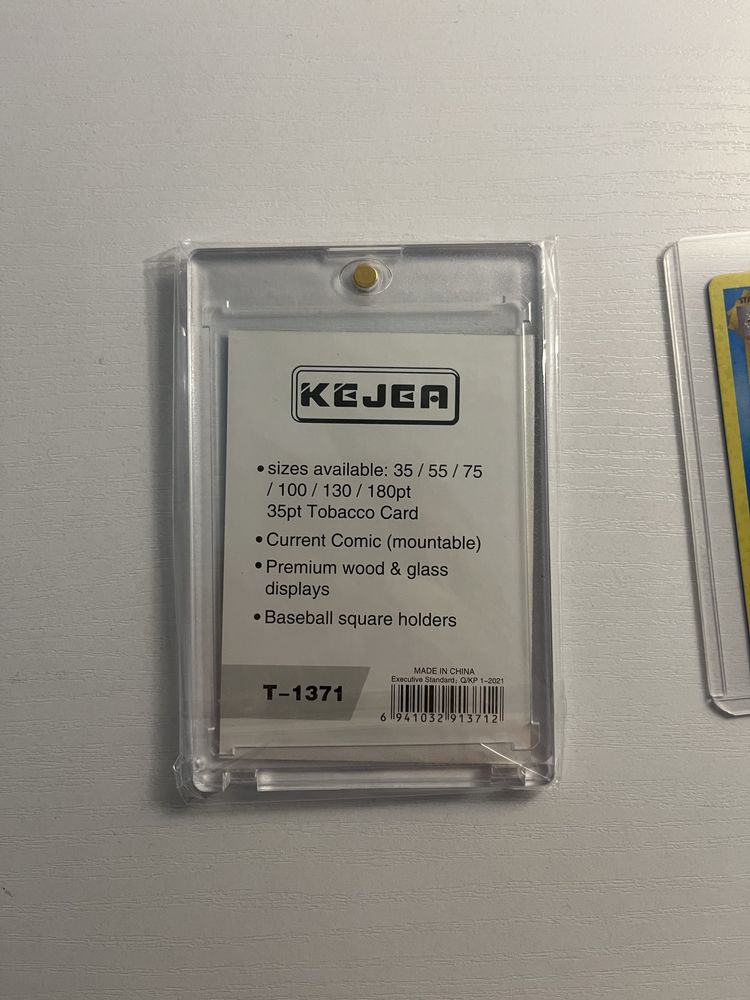 KEJEA
• sizes available: 35 / 55 / 75
/ 100 / 130 / 180pt
35pt Tobacco Card
• Current Comic (mountable)
• Premium wood & glass
displays
• Baseball square holders
T-1371
MADE IN CHINA
Executive Standard: Q/KP 1-2021
6 941032 913712